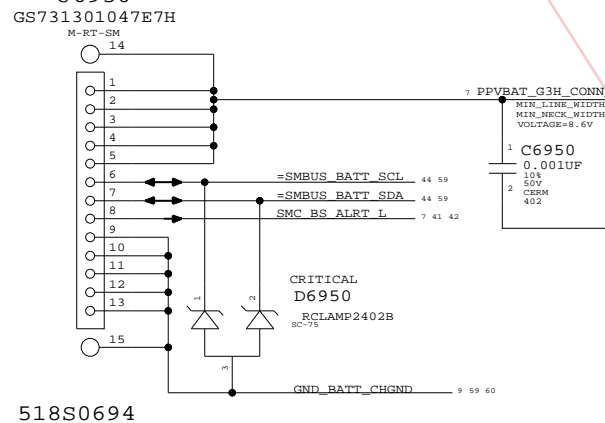 GS731301047E7H
M-RT-SM
14
1
2
3
4
5
6
7
8
9
10
11
12
13
15
7 PPVBAT_G3H_CONN
MIN_LINE_WIDTH
MIN_NECK_WIDTH
VOLTAGE=8.6V
1
C6950
0.001UF
10%
50V
CERM
402
2
=SMBUS_BATT_SCL 44 59
=SMBUS_BATT_SDA 44 59
SMC_BS_ALRT_L 7 41 42
CRITICAL
D6950
RCLAMP2402B
SC-75
1
2
3
GND_BATT_CHGND 9 59 60
518S0694